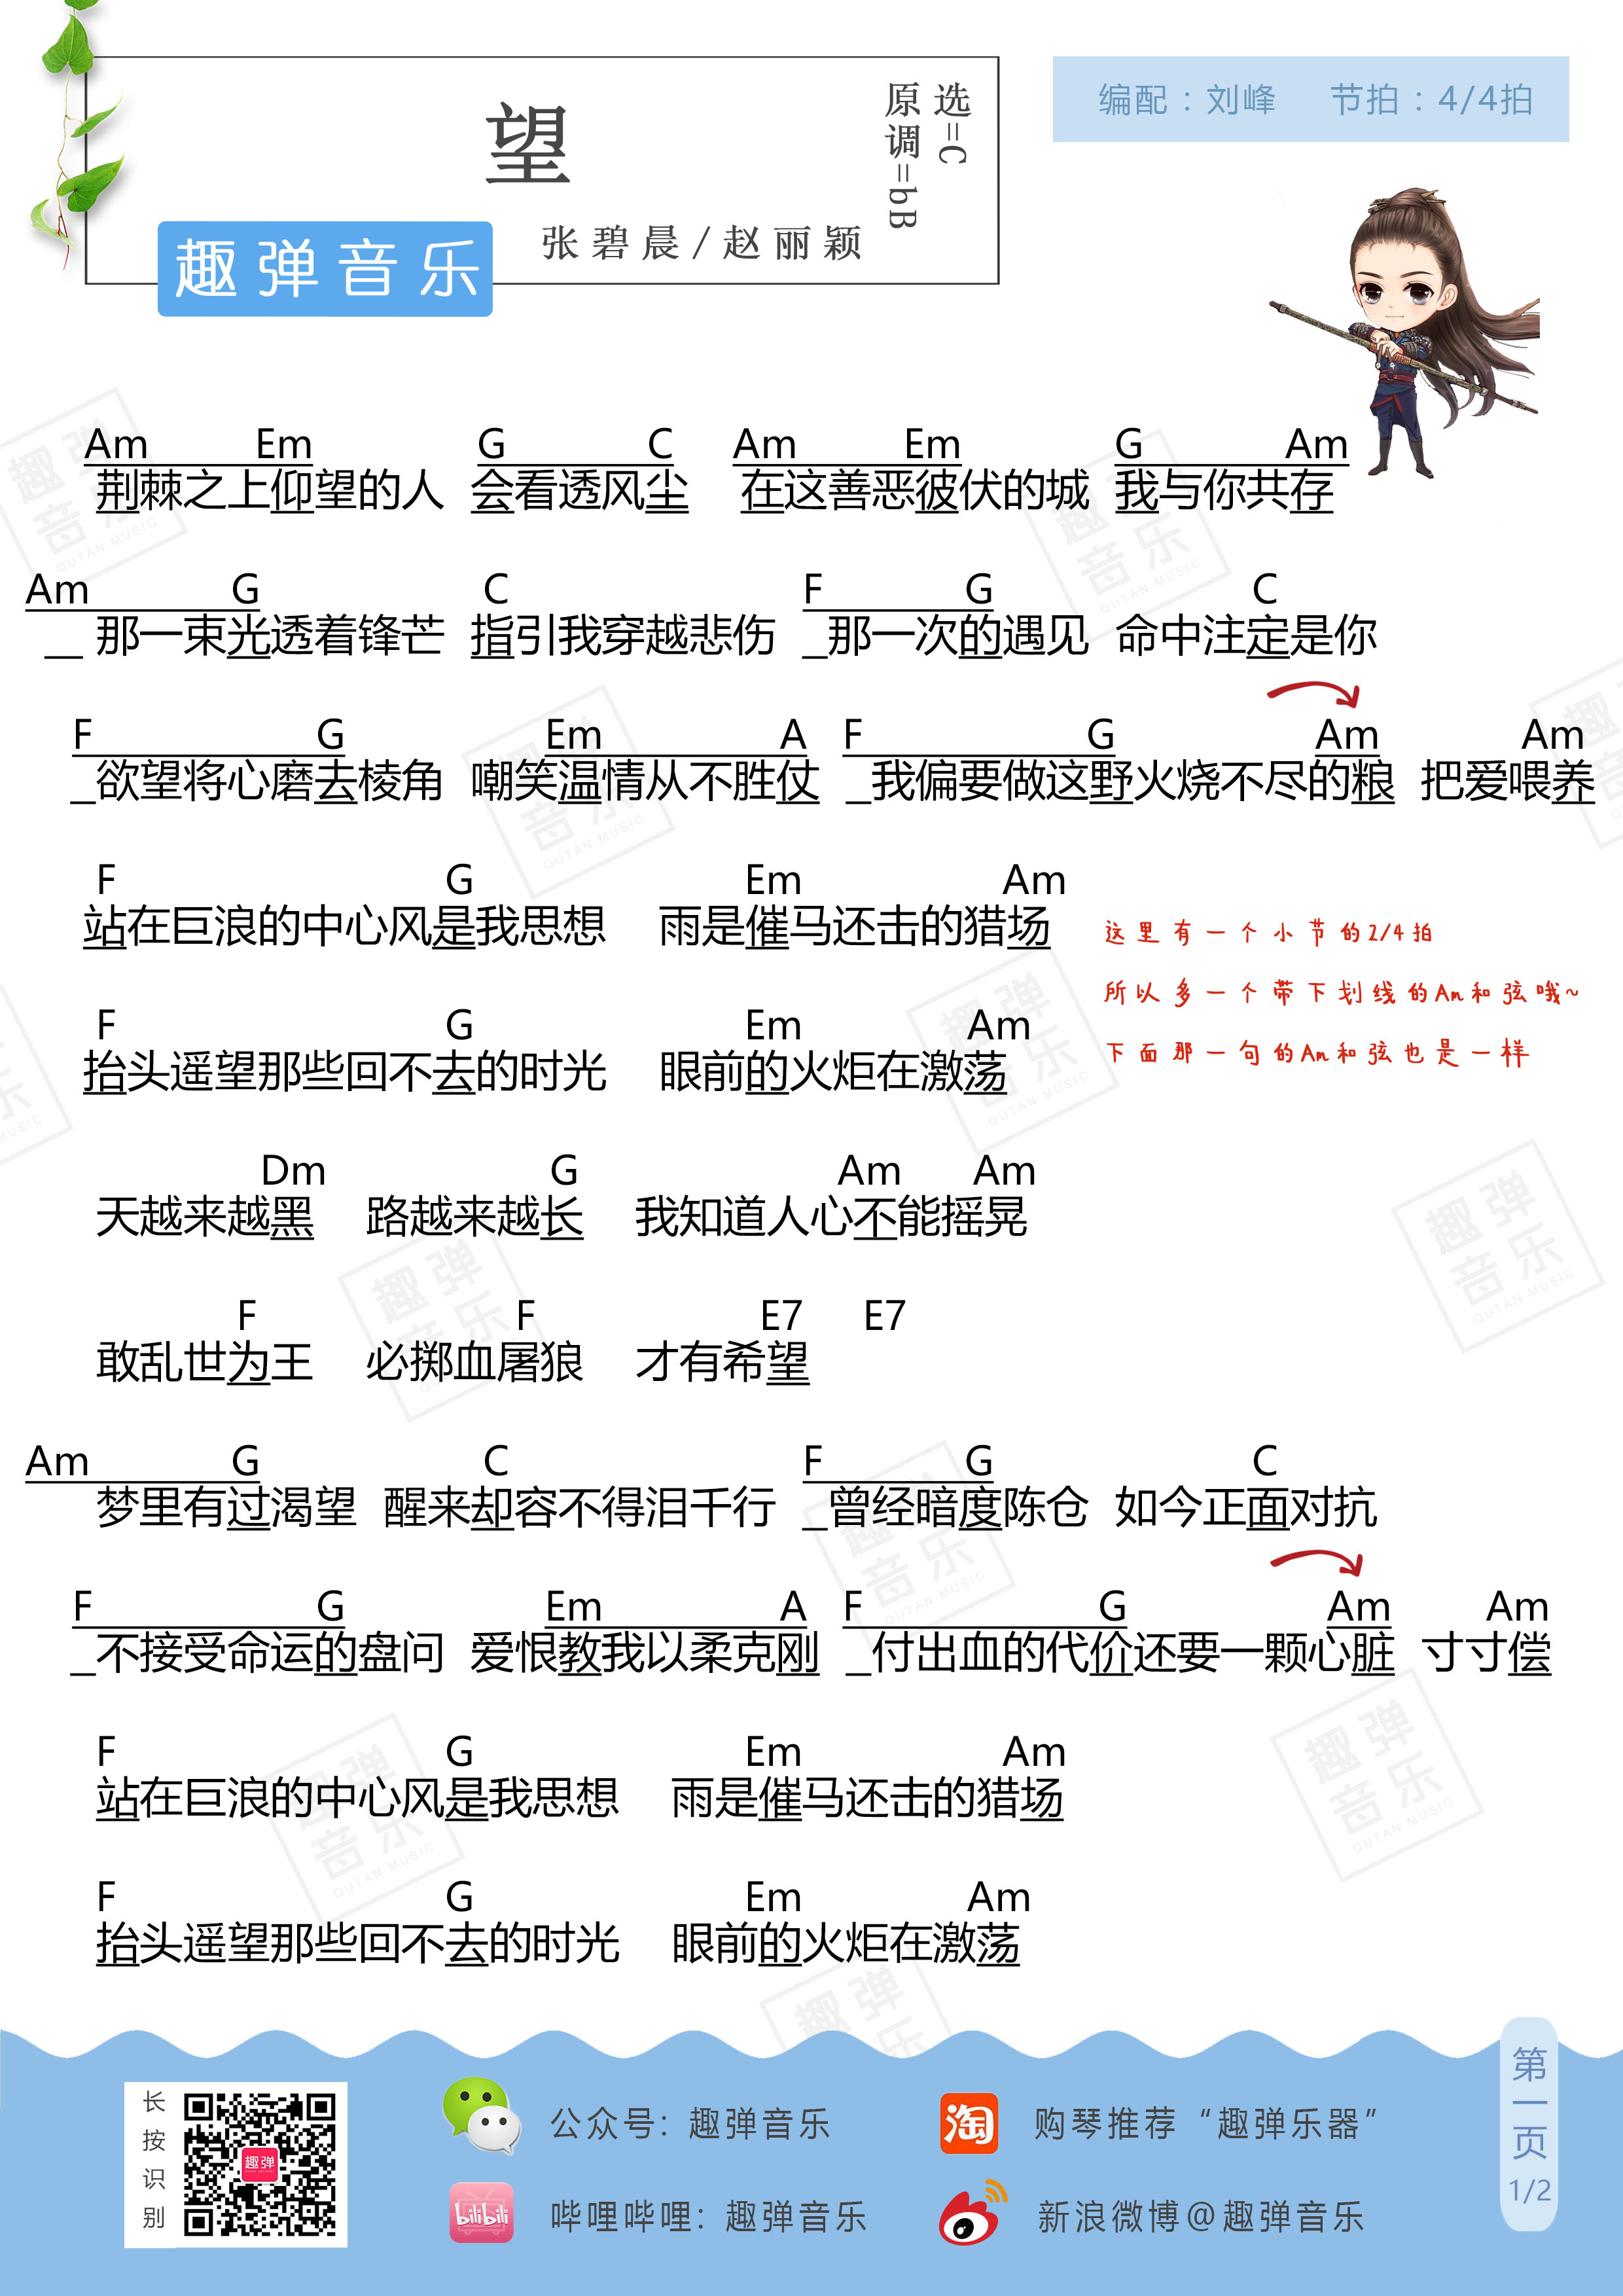 望
原调=bB
选=C
张碧晨/赵丽颖
趣弹音乐
编配：刘峰 节拍：4/4拍
Am Em G C Am Em G Am
荆棘之上仰望的人 会看透风尘 在这善恶彼伏的城 我与你共存
Am G C F G C
__ 那一束光透着锋芒 指引我穿越悲伤 _那一次的遇见 命中注定是你
F G Em A F G Am Am
_欲望将心磨去棱角 嘲笑温情从不胜仗 _我偏要做这野火烧不尽的粮 把爱喂养
F G Em Am
站在巨浪的中心风是我思想 雨是催马还击的猎场
这里有一个小节的2/4拍
所以多一个带下划线的Am和弦哦~
下面那一句的Am和弦也是一样
F G Em Am
抬头遥望那些回不去的时光 眼前的火炬在激荡
Dm G Am Am
天越来越黑 路越来越长 我知道人心不能摇晃
F F E7 E7
敢乱世为王 必掷血屠狼 才有希望
Am G C F G C
梦里有过渴望 醒来却容不得泪千行 _曾经暗度陈仓 如今正面对抗
F G Em A F G Am Am
_不接受命运的盘问 爱恨教我以柔克刚 _付出血的代价还要一颗心脏 寸寸偿
F G Em Am
站在巨浪的中心风是我思想 雨是催马还击的猎场
F G Em Am
抬头遥望那些回不去的时光 眼前的火炬在激荡
长按识别
趣弹
公众号：趣弹音乐
淘
购琴推荐“趣弹乐器”
bilibili
哔哩哔哩：趣弹音乐
新浪微博@趣弹音乐
第一页
1/2
趣弹音乐
QUTAN MUSIC